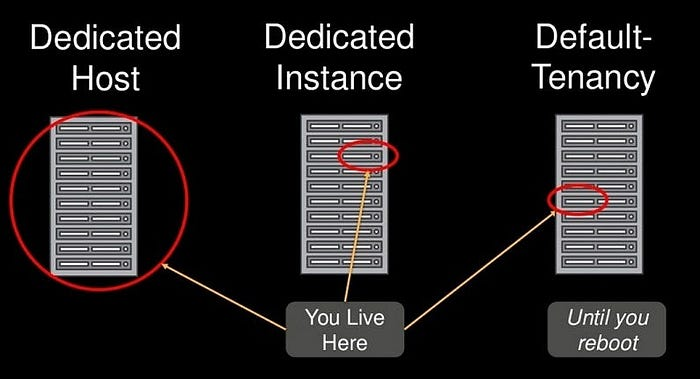 Dedicated
Host
Dedicated
Instance
Default-
Tenancy
You Live
Here
Until you
reboot